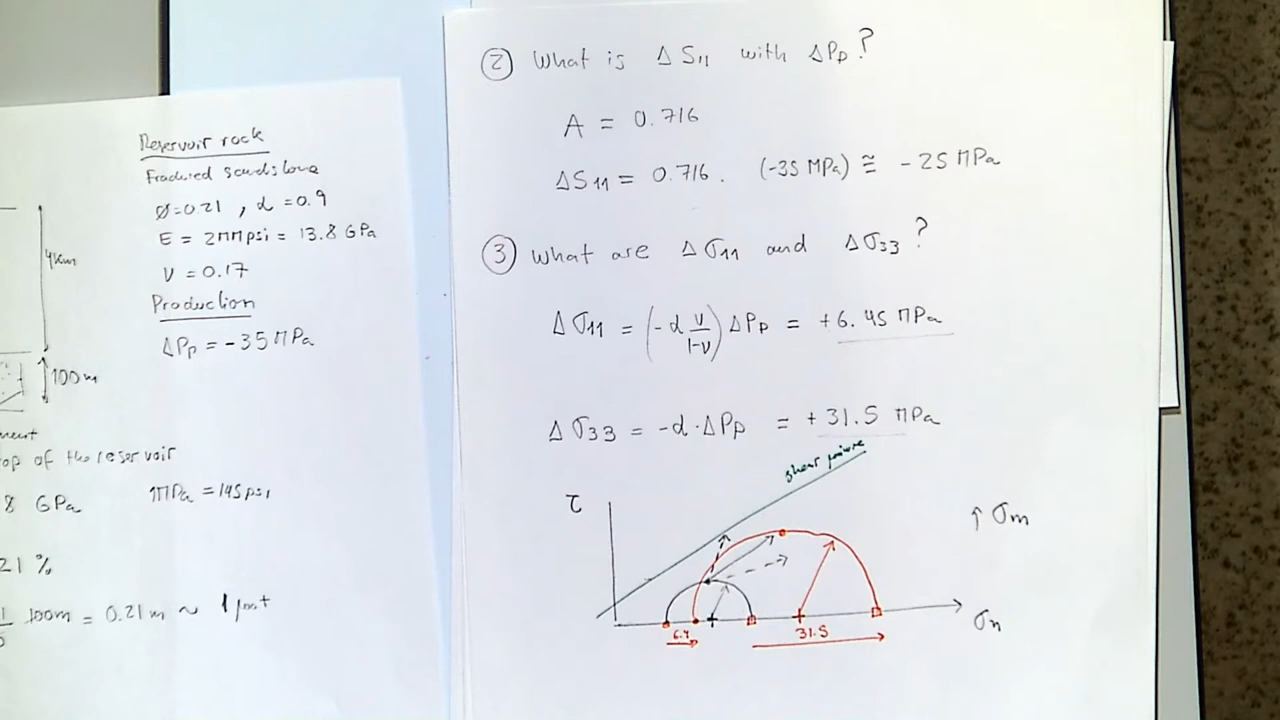 Reservoir rock
Fractured sandstone
ø=0.21 , α=0.9
E = 2MMpsi = 13.8 GPa
ν = 0.17
Production
ΔPp = -35 MPa
4km
100m
ment
op of the reservoir
8 GPa 1MPa = 145psi
21 %
100m = 0.21m ~ 1 foot
② What is ΔS11 with ΔPp?
A = 0.716
ΔS11 = 0.716 . (-35 MPa) ≅ -25 MPa
③ What are Δσ11 and Δσ33?
Δσ11 = (-α ν/1-ν) ΔPp = +6.45 MPa
Δσ33 = -α·ΔPp = +31.5 MPa
shear failure
τ
↑ σm
σn
6.4
31.5